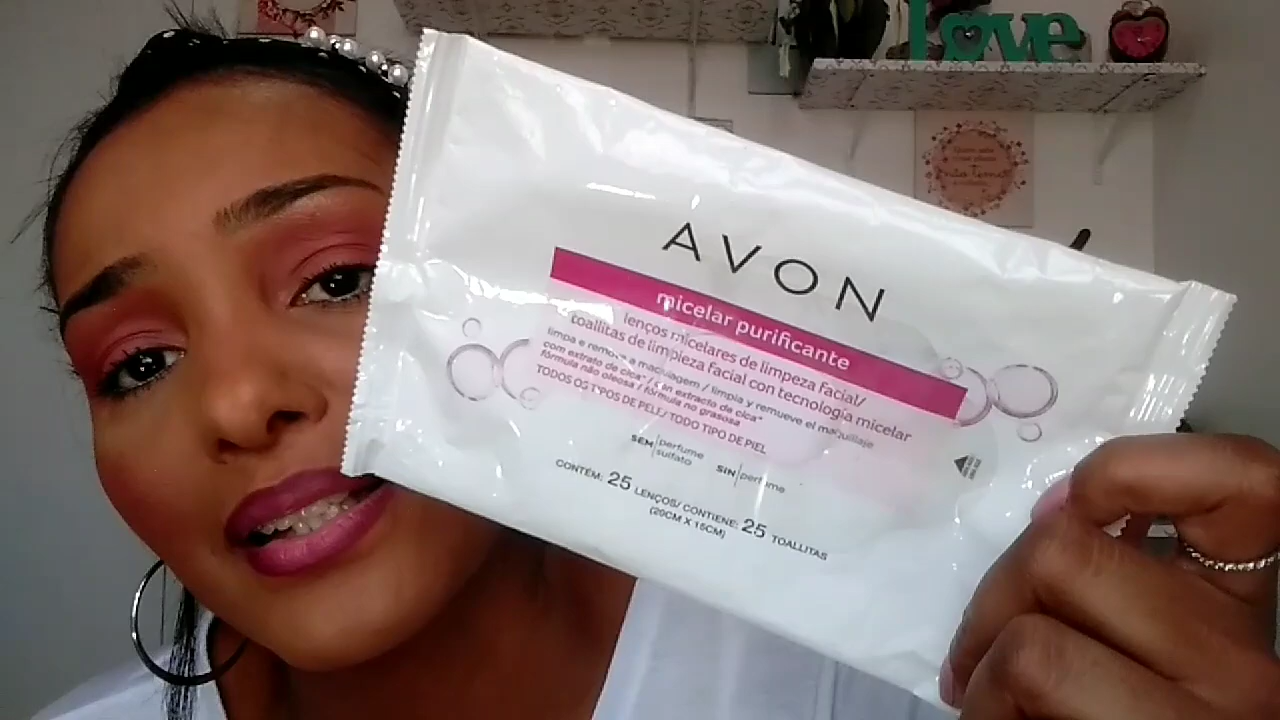 Love
AVON
micelar purificante
lenços micelares de limpeza facial/
toallitas de limpieza facial con tecnología micelar
limpa e remove a maquiagem / limpia y remueve el maquillaje
com extrato de cica* / con extracto de cica*
fórmula não oleosa / fórmula no grasosa
TODOS OS TIPOS DE PELE/ TODO TIPO DE PIEL
SEM perfume sulfato SIN perfume
CONTÉM: 25 LENÇOS/ CONTIENE: 25 TOALLITAS
(20CM X 15CM)